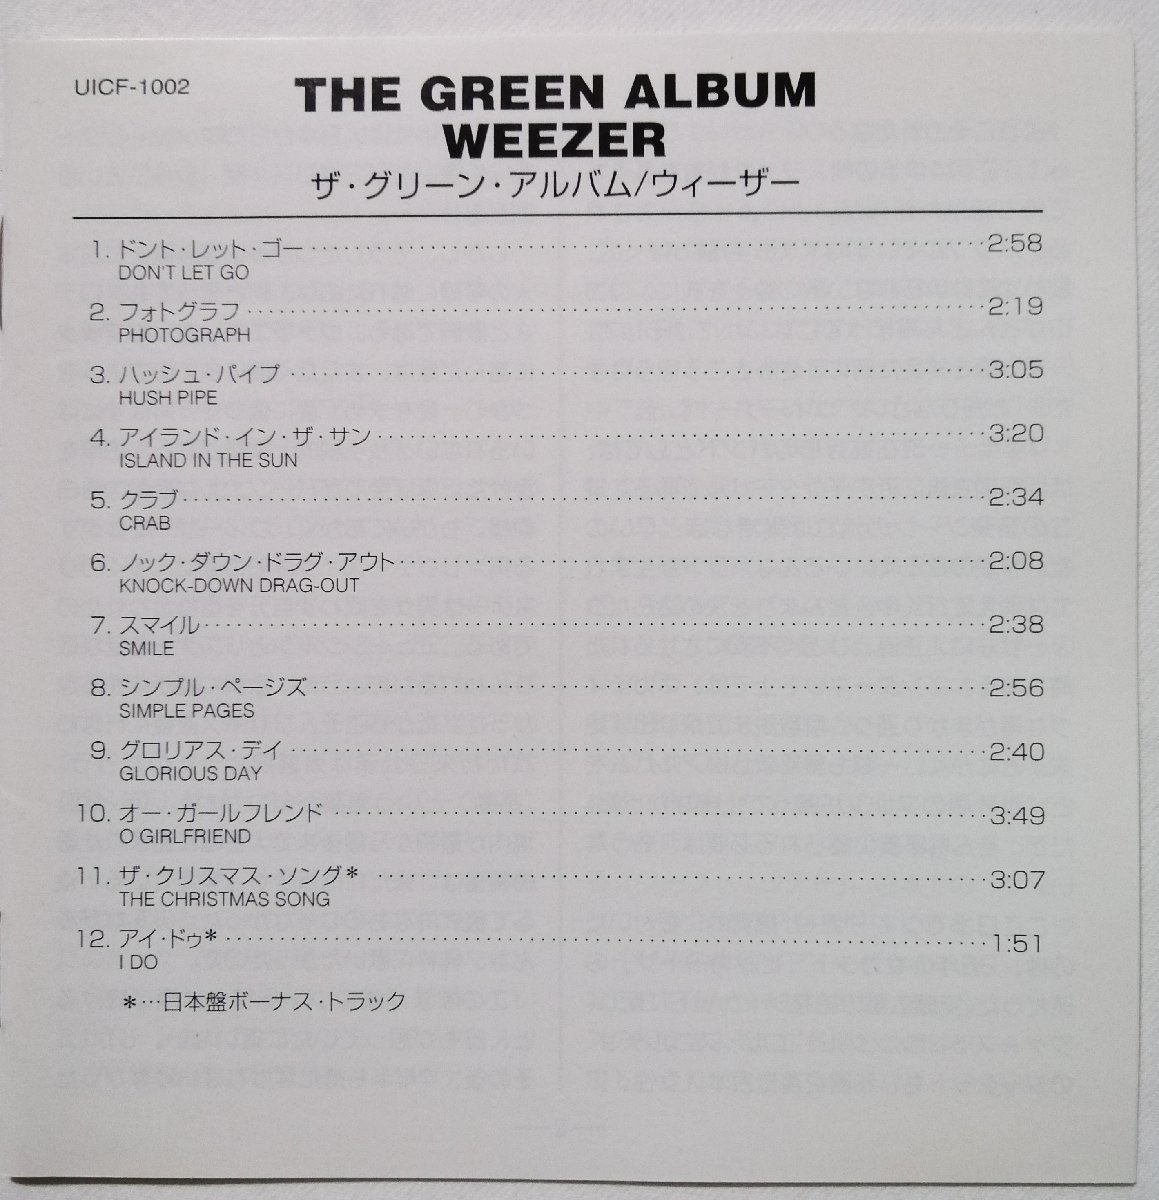 UICF-1002
THE GREEN ALBUM
WEEZER
ザ・グリーン・アルバム/ウィーザー
1. ドント・レット・ゴー 2:58
DON'T LET GO
2. フォトグラフ 2:19
PHOTOGRAPH
3. ハッシュ・パイプ 3:05
HUSH PIPE
4. アイランド・イン・ザ・サン 3:20
ISLAND IN THE SUN
5. クラブ 2:34
CRAB
6. ノック・ダウン・ドラグ・アウト 2:08
KNOCK-DOWN DRAG-OUT
7. スマイル 2:38
SMILE
8. シンプル・ページズ 2:56
SIMPLE PAGES
9. グロリアス・デイ 2:40
GLORIOUS DAY
10. オー・ガールフレンド 3:49
O GIRLFRIEND
11. ザ・クリスマス・ソング* 3:07
THE CHRISTMAS SONG
12. アイ・ドゥ* 1:51
I DO
*…日本盤ボーナス・トラック